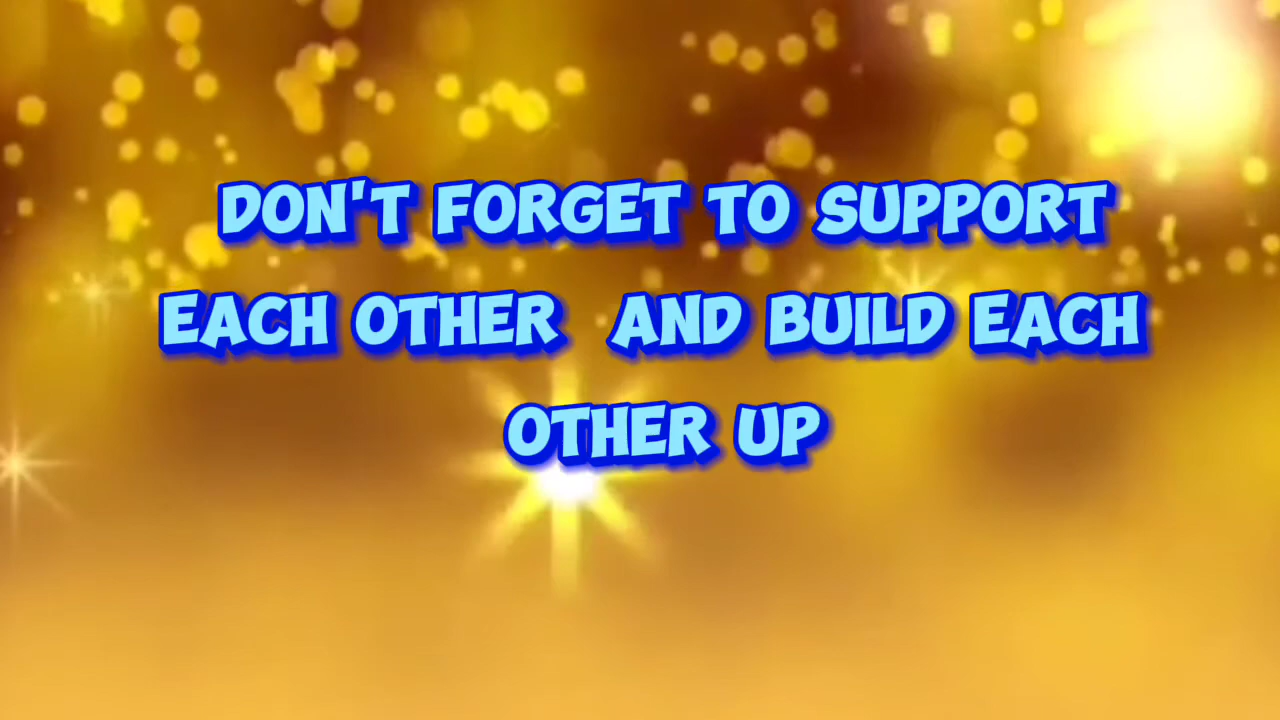 DON'T FORGET TO SUPPORT
EACH OTHER  AND BUILD EACH
OTHER UP